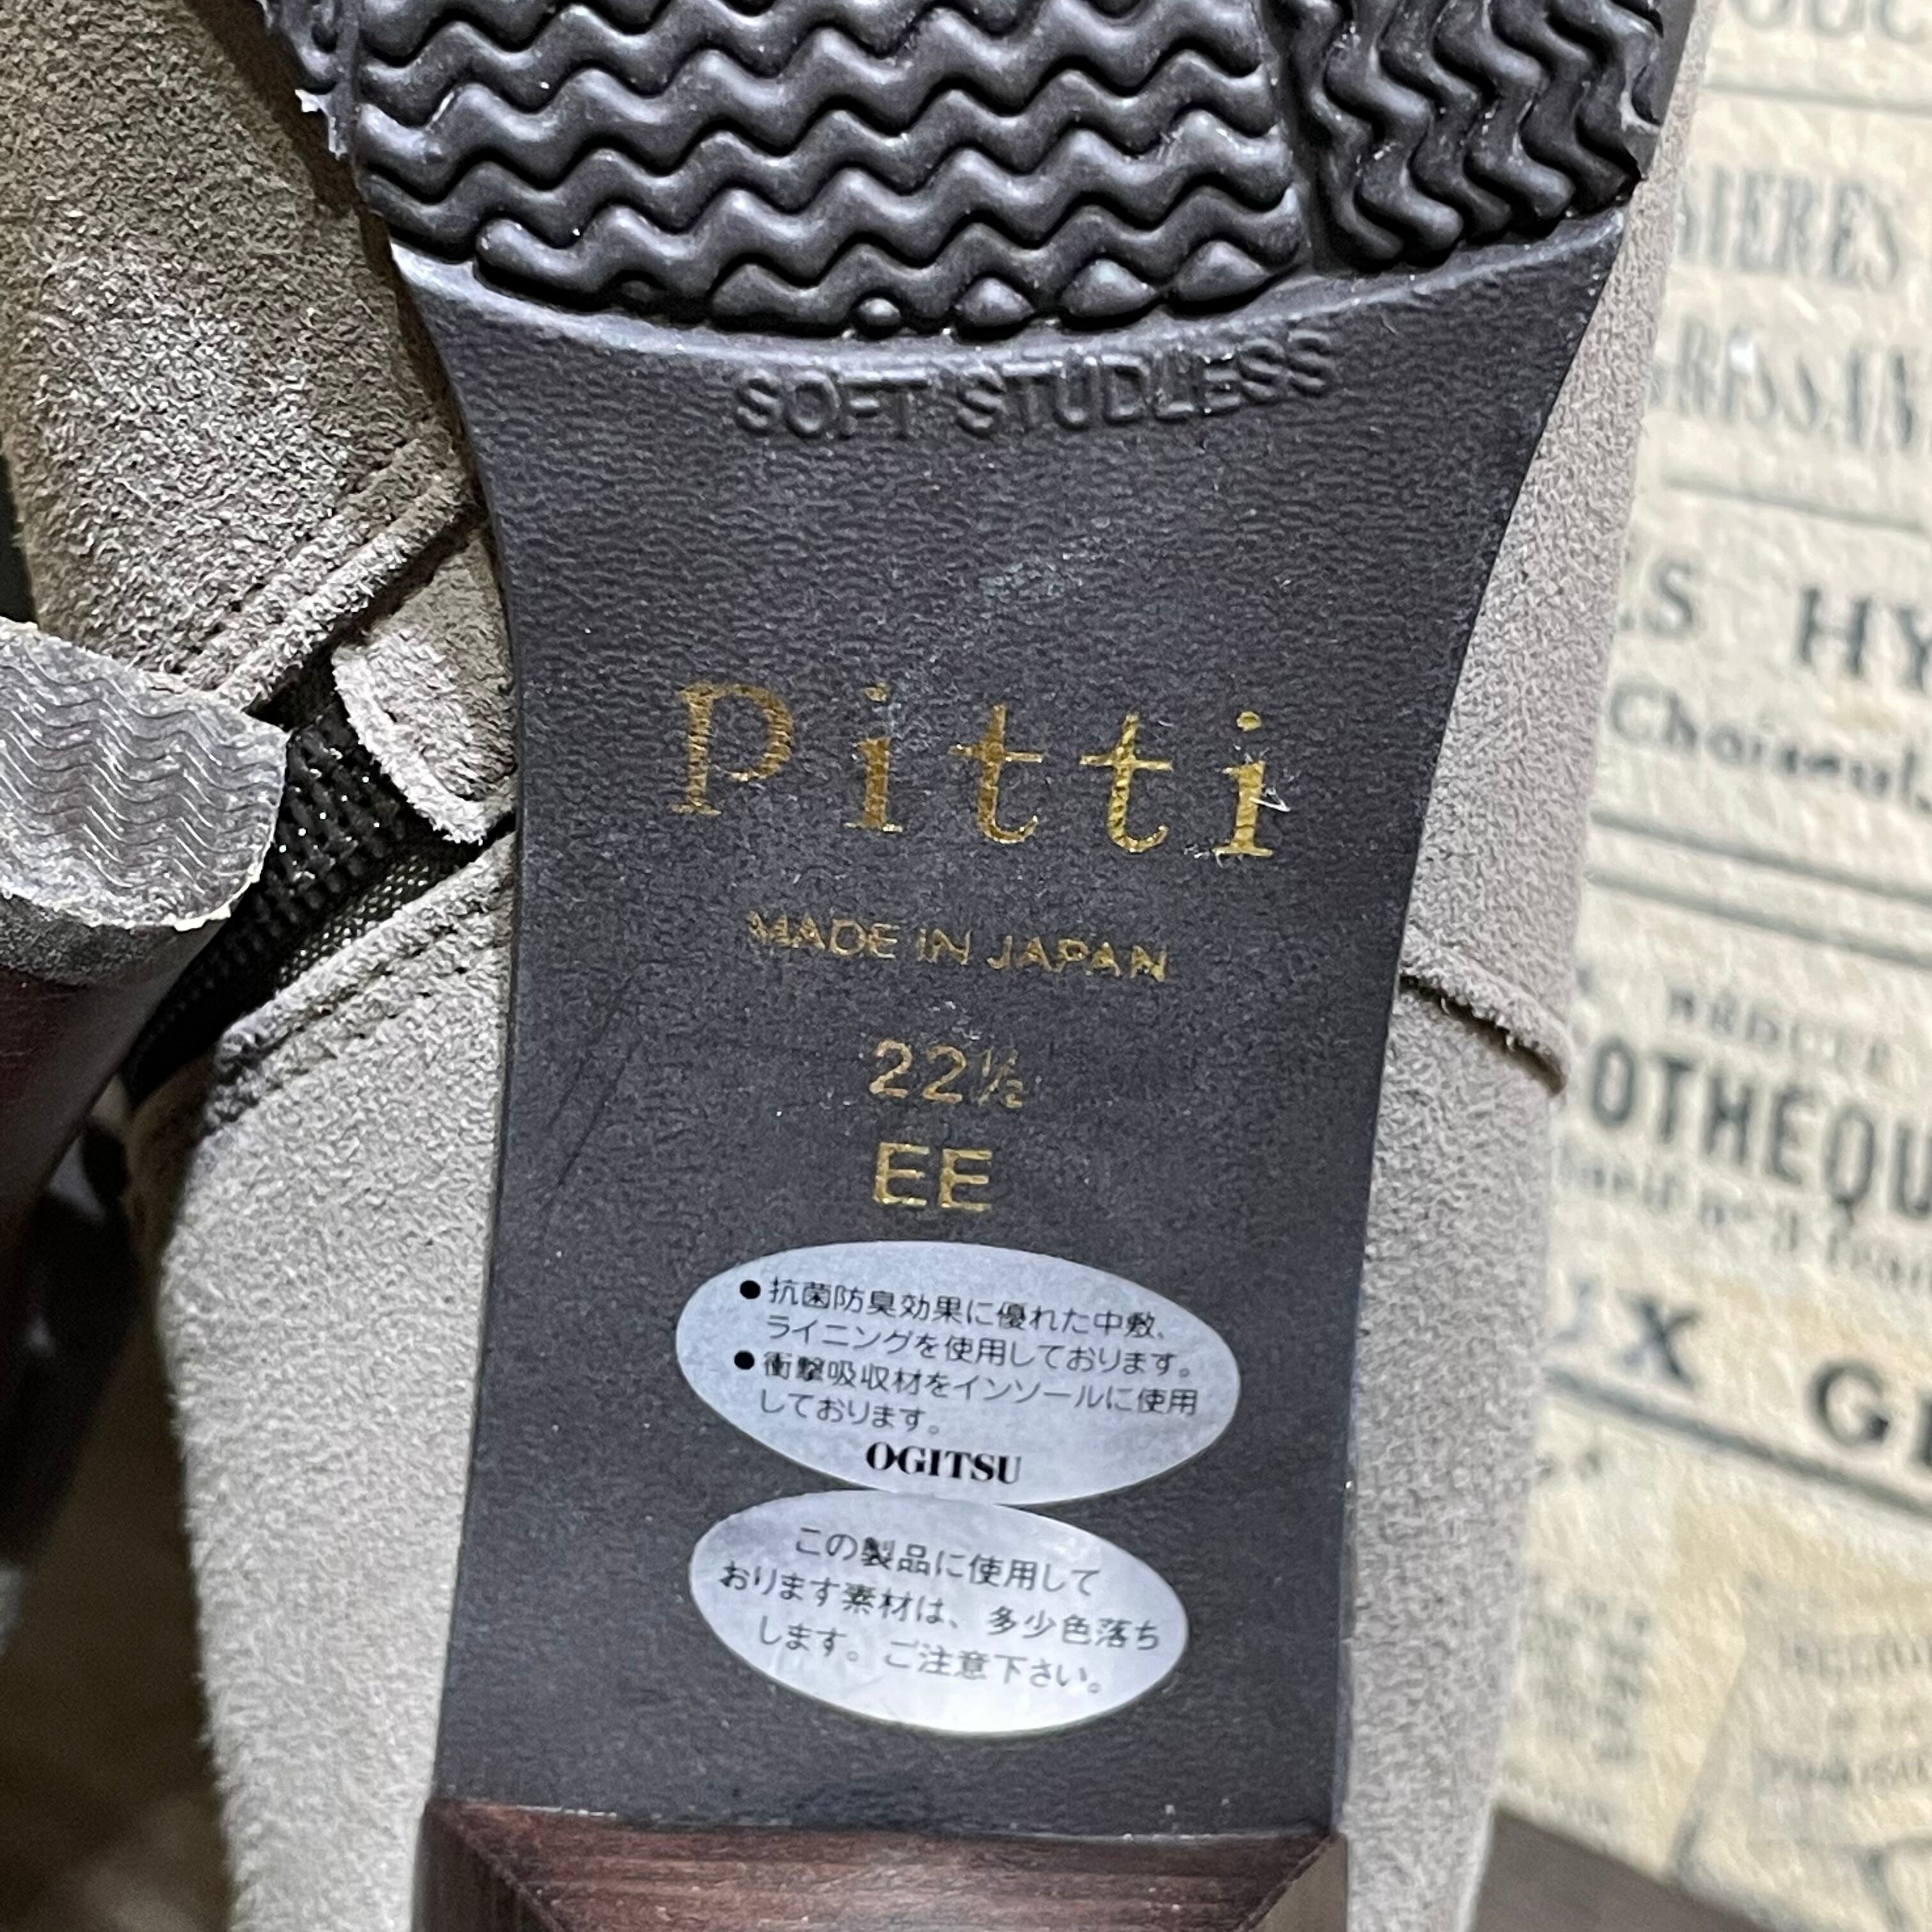 SOFT STUDLESS
Pitti
MADE IN JAPAN
22½
EE
●抗菌防臭効果に優れた中敷、
ライニングを使用しております。
●衝撃吸収材をインソールに使用
しております。
OGITSU
この製品に使用して
おります素材は、多少色落ち
します。ご注意下さい。
HY
OTHEQU
X GE